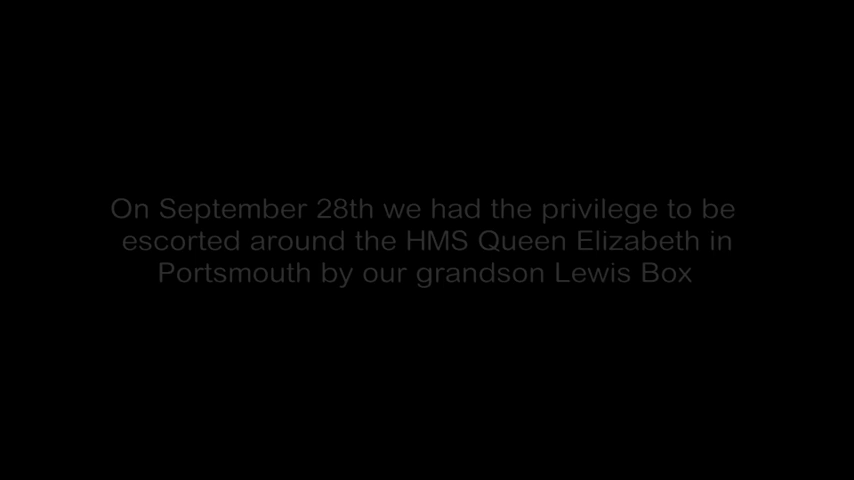 On September 28th we had the privilege to be
escorted around the HMS Queen Elizabeth in
Portsmouth by our grandson Lewis Box